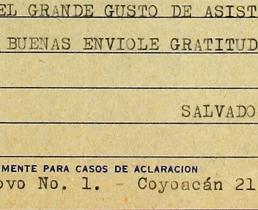 EL GRANDE GUSTO DE ASIST
BUENAS ENVIOLE GRATITUD
SALVADO
MENTE PARA CASOS DE ACLARACION
ovo No. 1. - Coyoacán 21